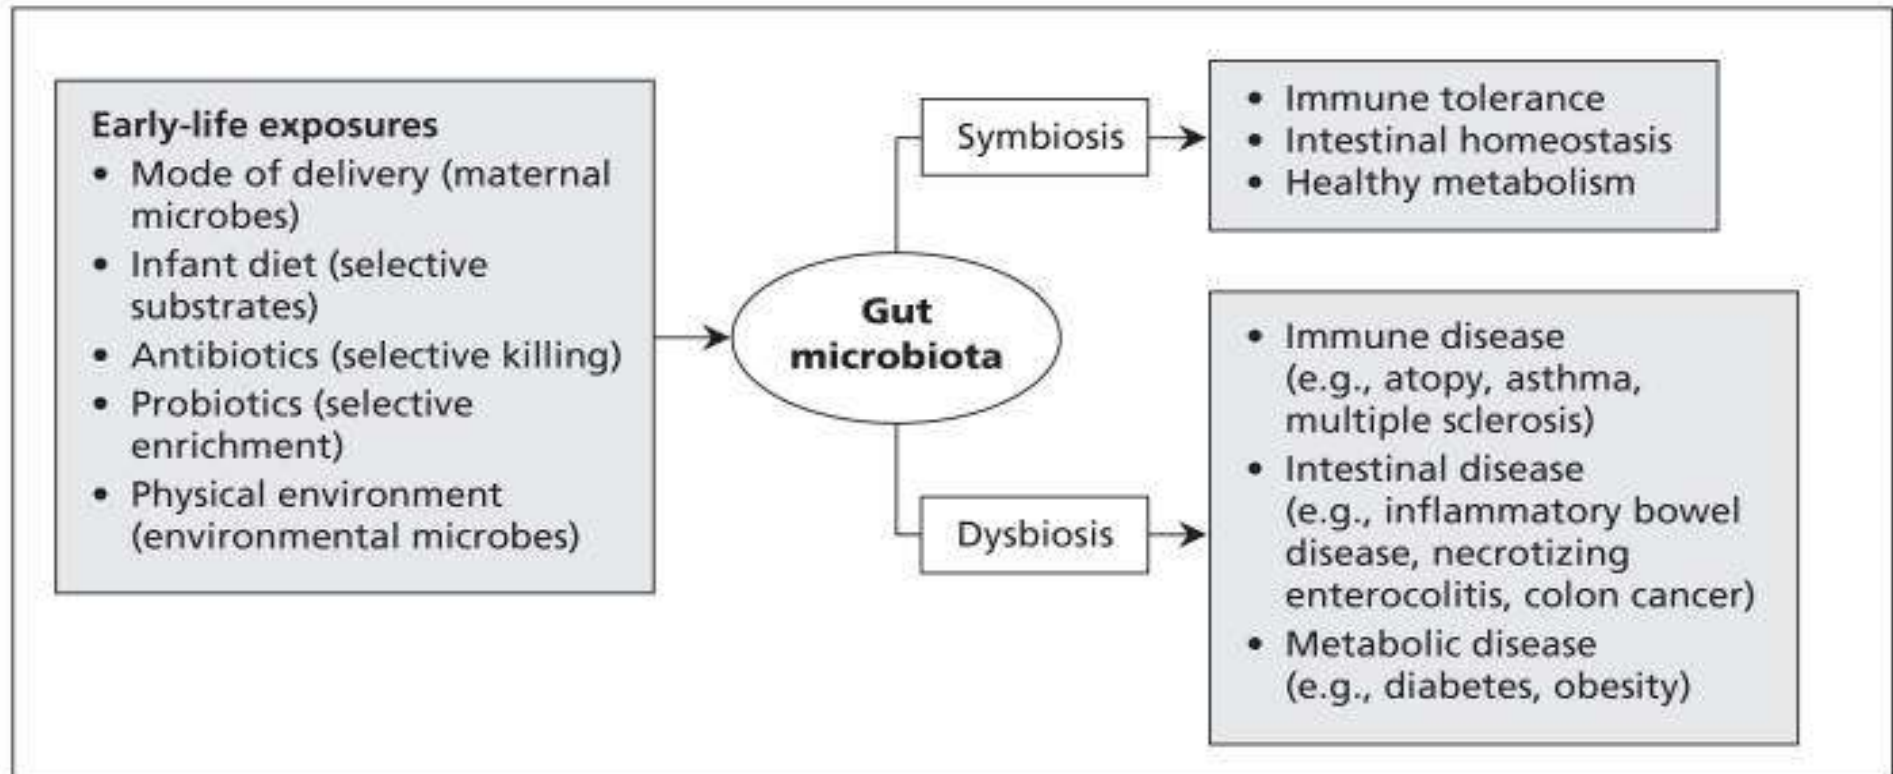 Early-life exposures
• Mode of delivery (maternal
microbes)
• Infant diet (selective
substrates)
• Antibiotics (selective killing)
• Probiotics (selective
enrichment)
• Physical environment
(environmental microbes)
Gut
microbiota
Symbiosis
• Immune tolerance
• Intestinal homeostasis
• Healthy metabolism
Dysbiosis
• Immune disease
(e.g., atopy, asthma,
multiple sclerosis)
• Intestinal disease
(e.g., inflammatory bowel
disease, necrotizing
enterocolitis, colon cancer)
• Metabolic disease
(e.g., diabetes, obesity)